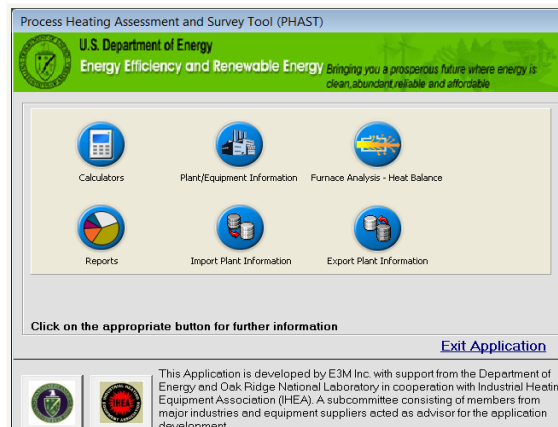 Process Heating Assessment and Survey Tool (PHAST)
U.S. Department of Energy
Energy Efficiency and Renewable Energy
Bringing you a prosperous future where energy is
clean,abundant,reliable and affordable
Calculators
Plant/Equipment Information
Furnace Analysis - Heat Balance
Reports
Import Plant Information
Export Plant Information
Click on the appropriate button for further information
Exit Application
This Application is developed by E3M Inc. with support from the Department of
Energy and Oak Ridge National Laboratory in cooperation with Industrial Heatin
Equipment Association (IHEA). A subcommittee consisting of members from
major industries and equipment suppliers acted as advisor for the application
development
IHEA